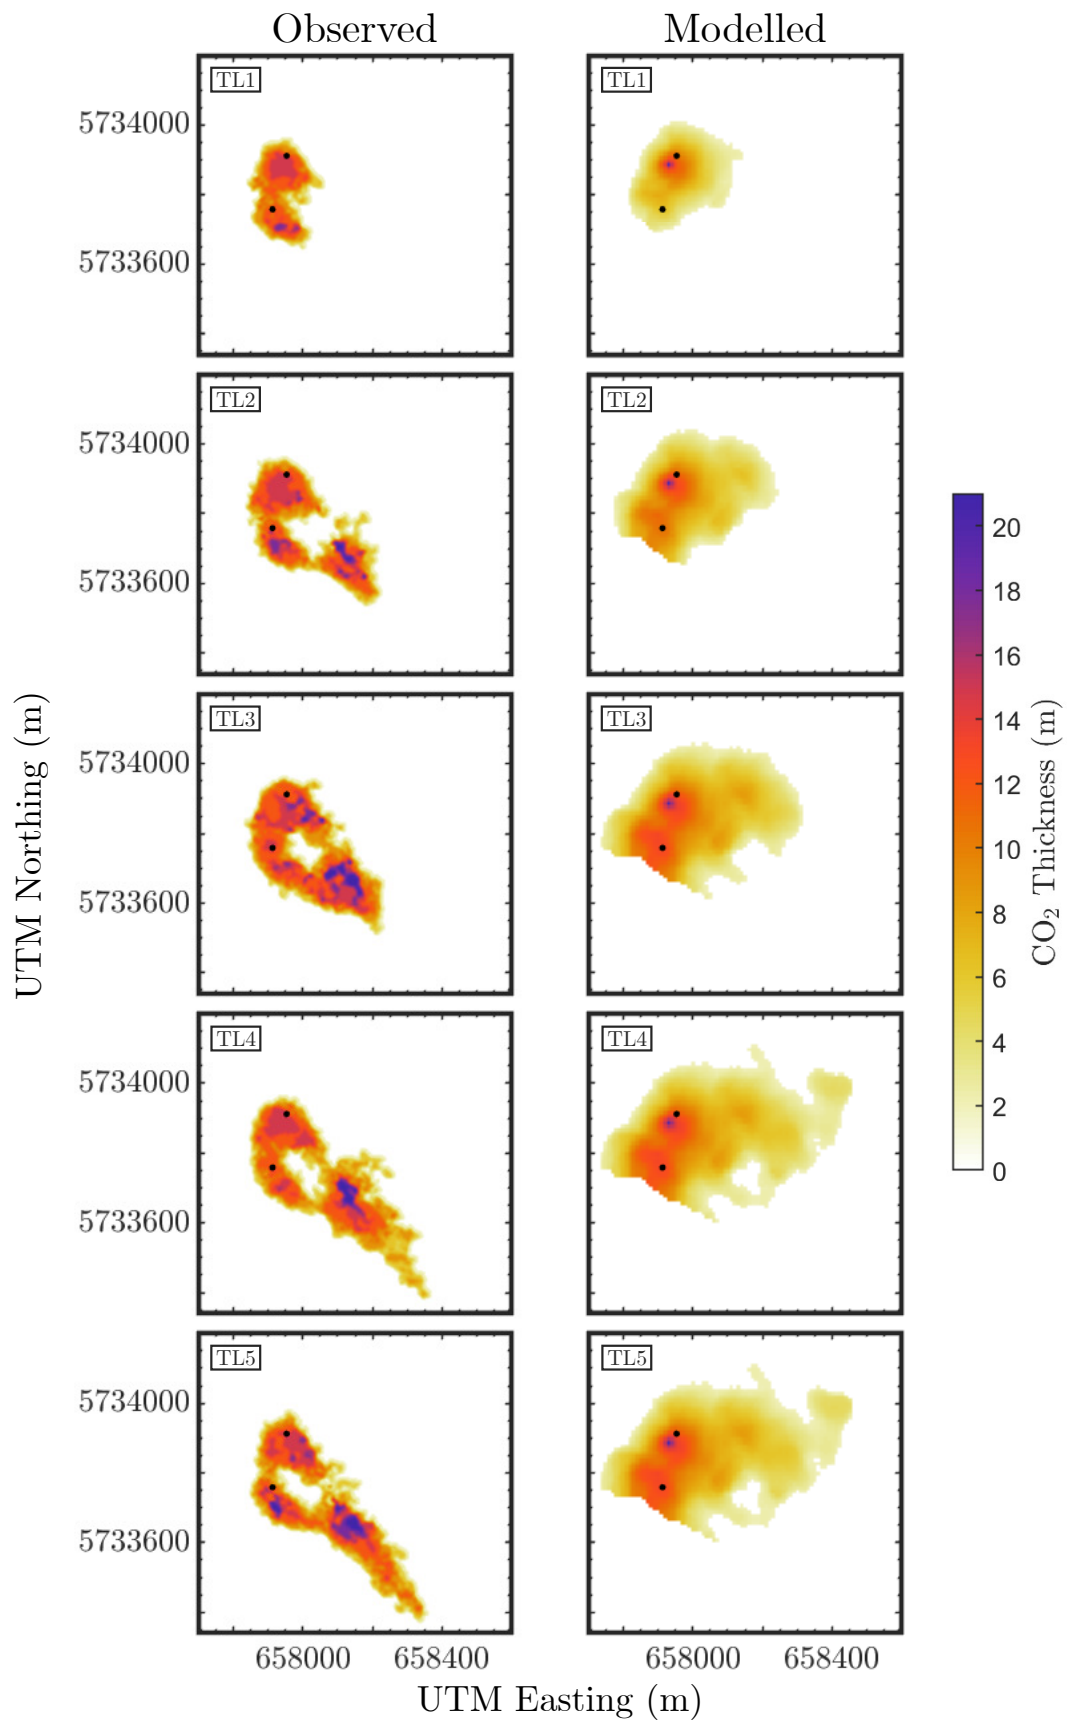 Observed
Modelled
TL1
TL1
5734000
5733600
TL2
TL2
5734000
5733600
TL3
TL3
5734000
5733600
TL4
TL4
5734000
5733600
TL5
TL5
5734000
5733600
658000
658400
658000
658400
UTM Easting (m)
UTM Northing (m)
20
18
16
14
12
10
8
6
4
2
0
CO₂ Thickness (m)